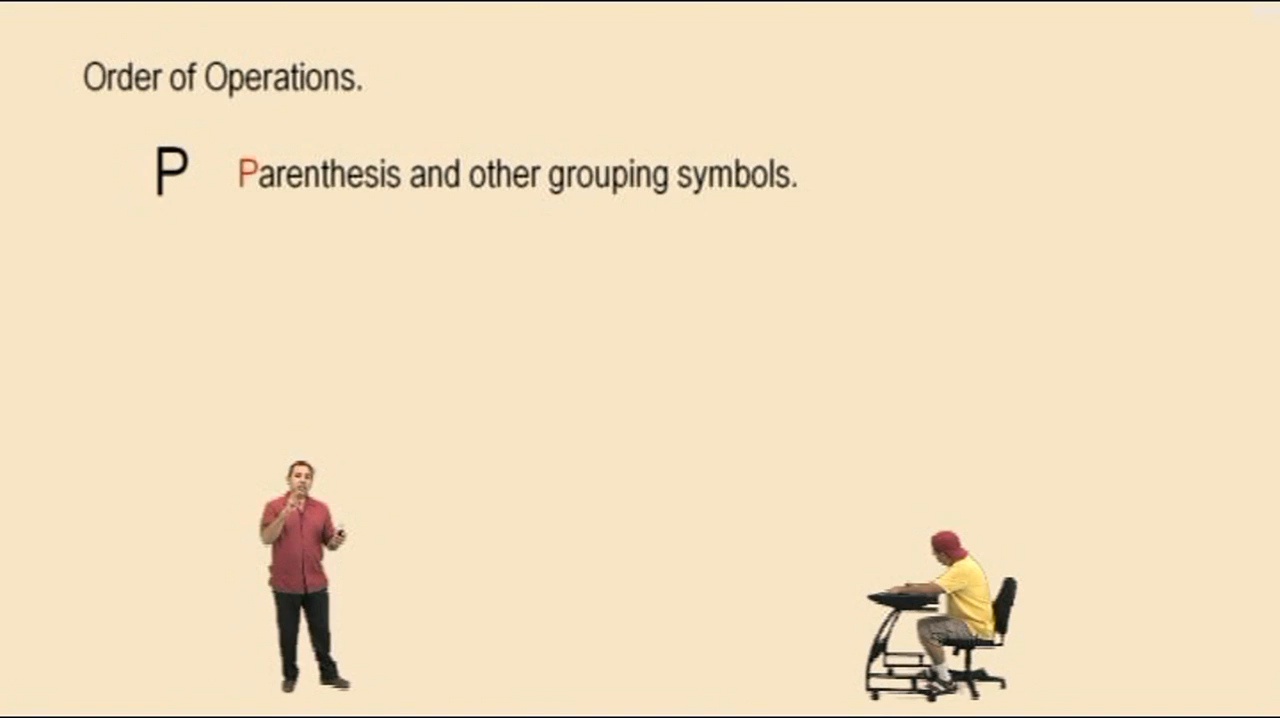 Order of Operations.
P Parenthesis and other grouping symbols.